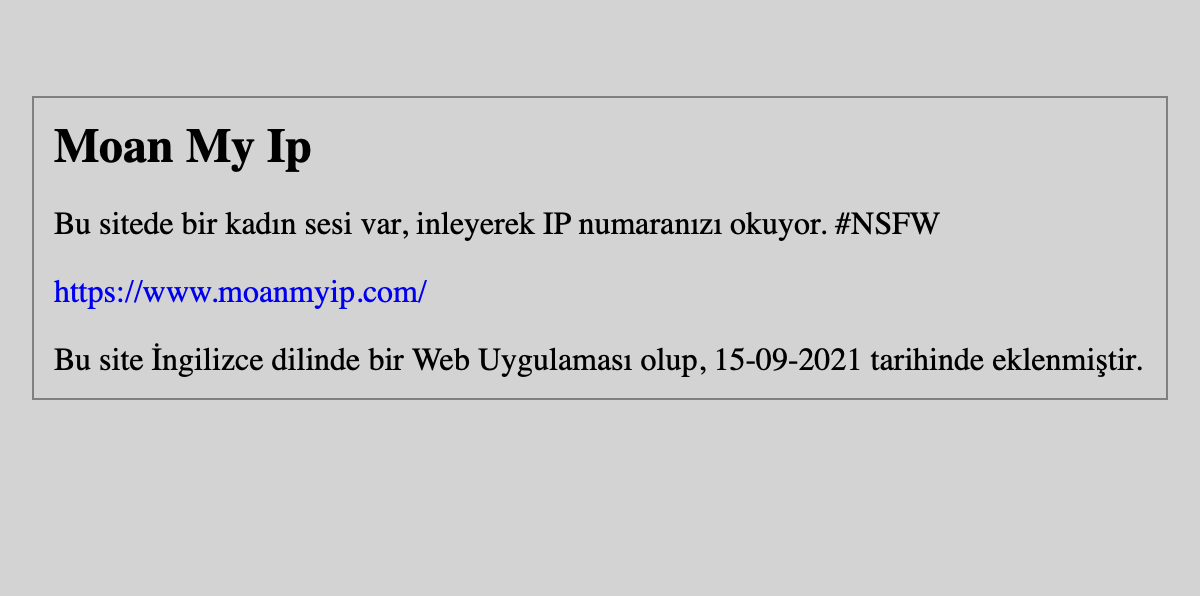 Moan My Ip
Bu sitede bir kadın sesi var, inleyerek IP numaranızı okuyor. #NSFW
https://www.moanmyip.com/
Bu site İngilizce dilinde bir Web Uygulaması olup, 15-09-2021 tarihinde eklenmiştir.